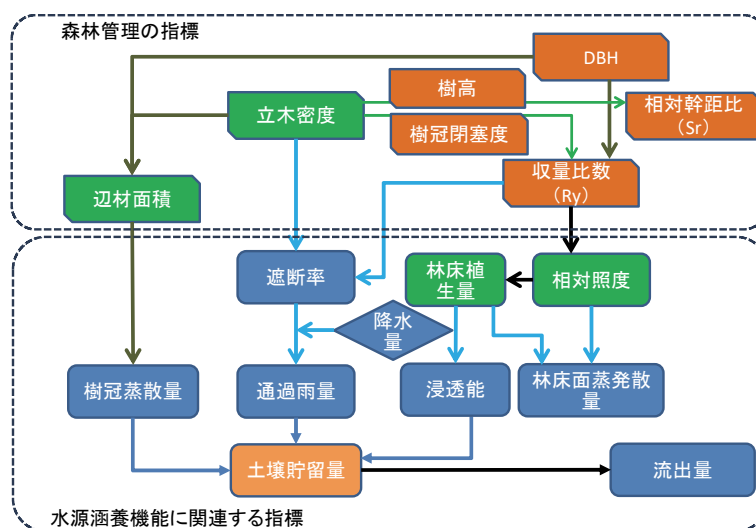 森林管理の指標
DBH
樹高
立木密度
相対幹距比
（Sr）
樹冠閉塞度
収量比数
（Ry）
辺材面積
遮断率
林床植
生量
相対照度
降水
量
樹冠蒸散量
通過雨量
浸透能
林床面蒸発散
量
土壌貯留量
流出量
水源涵養機能に関連する指標